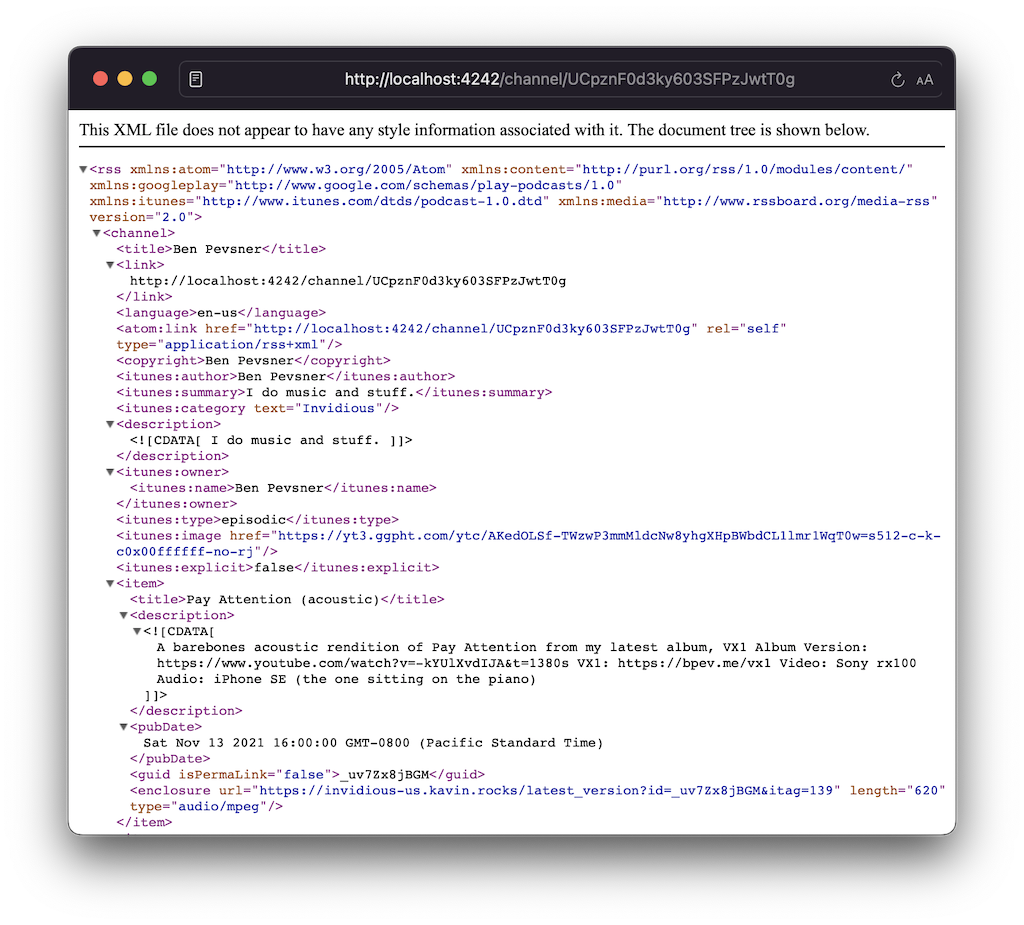 http://localhost:4242/channel/UCpznF0d3ky603SFPzJwtT0g
AA
This XML file does not appear to have any style information associated with it. The document tree is shown below.
▼<rss xmlns:atom="http://www.w3.org/2005/Atom" xmlns:content="http://purl.org/rss/1.0/modules/content/"
xmlns:googleplay="http://www.google.com/schemas/play-podcasts/1.0"
xmlns:itunes="http://www.itunes.com/dtds/podcast-1.0.dtd" xmlns:media="http://www.rssboard.org/media-rss"
version="2.0">
▼<channel>
<title>Ben Pevsner</title>
▼<link>
http://localhost:4242/channel/UCpznF0d3ky603SFPzJwtT0g
</link>
<language>en-us</language>
<atom:link href="http://localhost:4242/channel/UCpznF0d3ky603SFPzJwtT0g" rel="self"
type="application/rss+xml"/>
<copyright>Ben Pevsner</copyright>
<itunes:author>Ben Pevsner</itunes:author>
<itunes:summary>I do music and stuff.</itunes:summary>
<itunes:category text="Invidious"/>
▼<description>
<![CDATA[ I do music and stuff. ]]>
</description>
▼<itunes:owner>
<itunes:name>Ben Pevsner</itunes:name>
</itunes:owner>
<itunes:type>episodic</itunes:type>
<itunes:image href="https://yt3.ggpht.com/ytc/AKedOLSf-TWzwP3mmMldcNw8yhgXHpBWbdCL1lmrlWqT0w=s512-c-k-
c0x00ffffff-no-rj"/>
<itunes:explicit>false</itunes:explicit>
▼<item>
<title>Pay Attention (acoustic)</title>
▼<description>
▼<![CDATA[
A barebones acoustic rendition of Pay Attention from my latest album, VX1 Album Version:
https://www.youtube.com/watch?v=-kYUlXvdIJA&t=1380s VX1: https://bpev.me/vx1 Video: Sony rx100
Audio: iPhone SE (the one sitting on the piano)
]]>
</description>
▼<pubDate>
Sat Nov 13 2021 16:00:00 GMT-0800 (Pacific Standard Time)
</pubDate>
<guid isPermaLink="false">_uv7Zx8jBGM</guid>
<enclosure url="https://invidious-us.kavin.rocks/latest_version?id=_uv7Zx8jBGM&itag=139" length="620"
type="audio/mpeg"/>
</item>